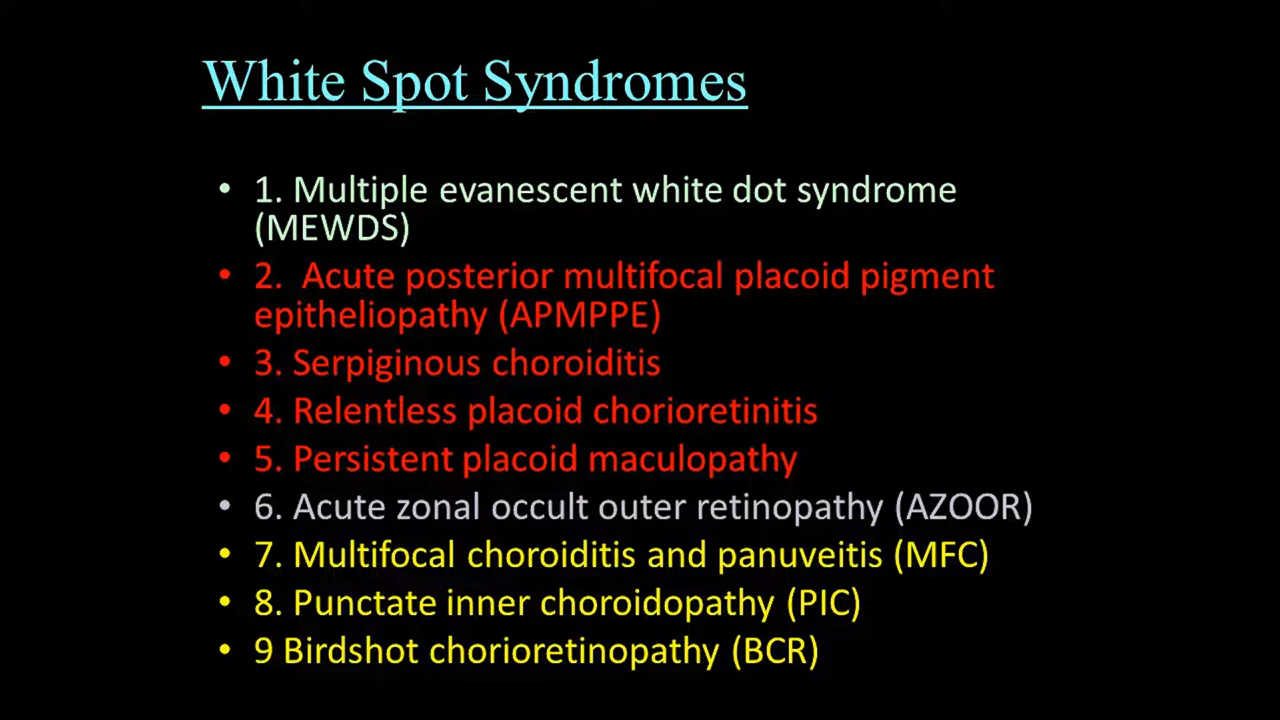 White Spot Syndromes
• 1. Multiple evanescent white dot syndrome
(MEWDS)
• 2.  Acute posterior multifocal placoid pigment
epitheliopathy (APMPPE)
• 3. Serpiginous choroiditis
• 4. Relentless placoid chorioretinitis
• 5. Persistent placoid maculopathy
• 6. Acute zonal occult outer retinopathy (AZOOR)
• 7. Multifocal choroiditis and panuveitis (MFC)
• 8. Punctate inner choroidopathy (PIC)
• 9 Birdshot chorioretinopathy (BCR)